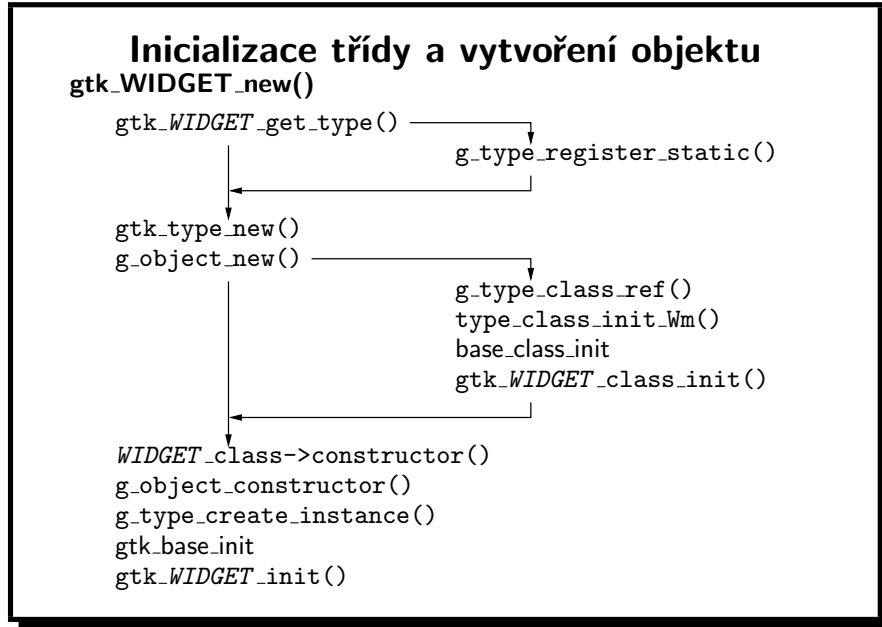 Inicializace třídy a vytvoření objektu
gtk_WIDGET_new()
gtk_WIDGET_get_type()
g_type_register_static()
gtk_type_new()
g_object_new()
g_type_class_ref()
type_class_init_Wm()
base_class_init
gtk_WIDGET_class_init()
WIDGET_class->constructor()
g_object_constructor()
g_type_create_instance()
gtk_base_init
gtk_WIDGET_init()